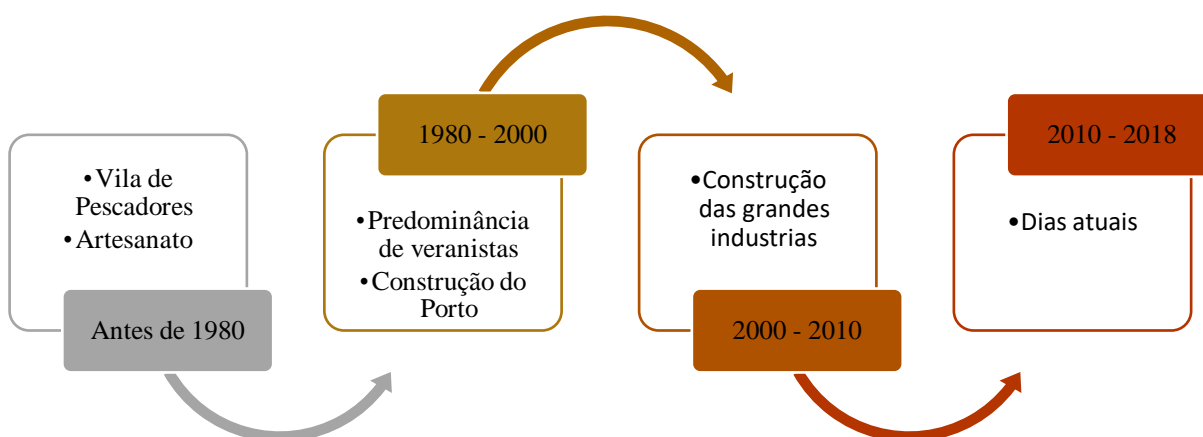 •Vila de
Pescadores
•Artesanato
Antes de 1980
1980 - 2000
•Predominância
de veranistas
•Construção do
Porto
•Construção
das grandes
industrias
2000 - 2010
2010 - 2018
•Dias atuais